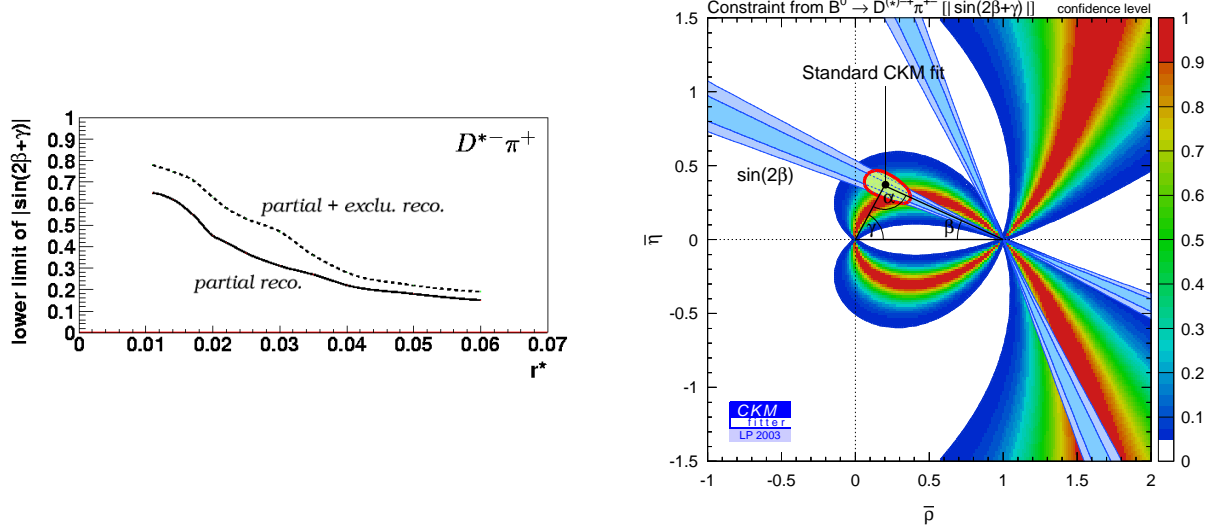 lower limit of |sin(2β+γ)|
1
0.9
0.8
0.7
0.6
0.5
0.4
0.3
0.2
0.1
0
0 0.01 0.02 0.03 0.04 0.05 0.06 0.07
r*
D*−π+
partial + exclu. reco.
partial reco.
Constraint from B⁰ → D(*)−+π+− [| sin(2β+γ) |]
confidence level
Standard CKM fit
sin(2β)
α
γ
β
η̅
1.5
1
0.5
0
-0.5
-1
-1.5
-1 -0.5 0 0.5 1 1.5 2
ρ̅
CKM
fitter
LP 2003
1
0.9
0.8
0.7
0.6
0.5
0.4
0.3
0.2
0.1
0